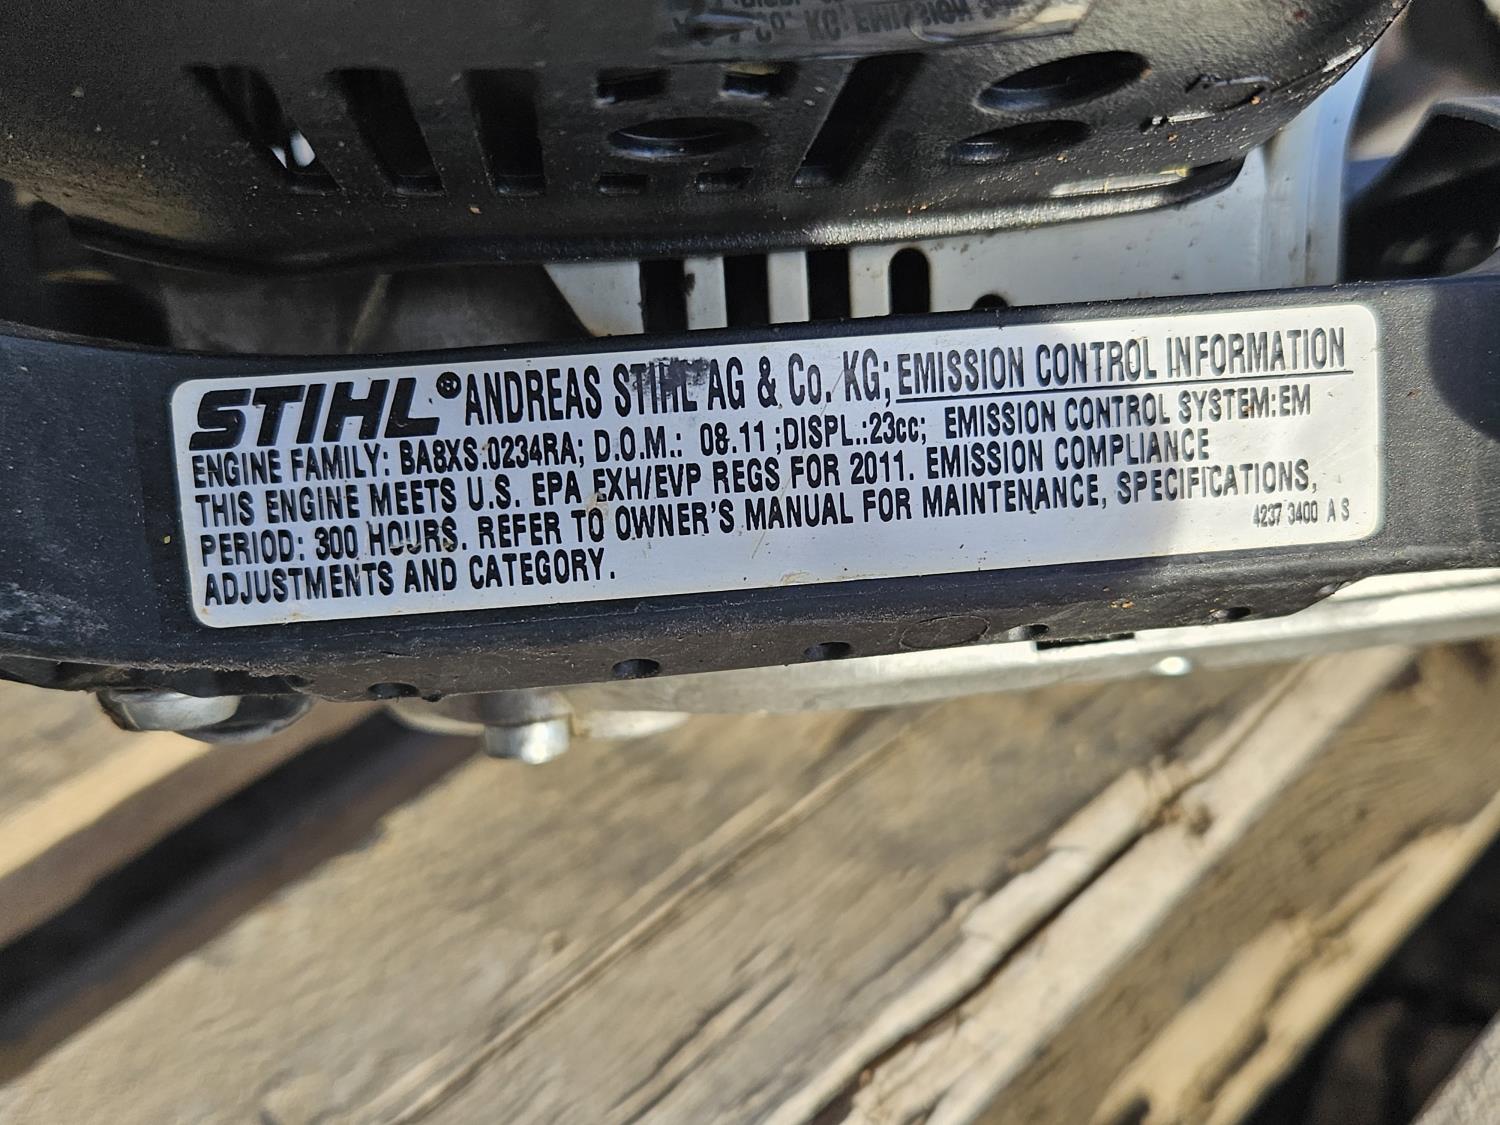 STIHL® ANDREAS STIHL AG & Co. KG; EMISSION CONTROL INFORMATION
ENGINE FAMILY: BA8XS.0234RA; D.O.M.: 08.11 ;DISPL.:23cc; EMISSION CONTROL SYSTEM:EM
THIS ENGINE MEETS U.S. EPA EXH/EVP REGS FOR 2011. EMISSION COMPLIANCE
PERIOD: 300 HOURS. REFER TO OWNER'S MANUAL FOR MAINTENANCE, SPECIFICATIONS,
ADJUSTMENTS AND CATEGORY.
4237 3400 A S